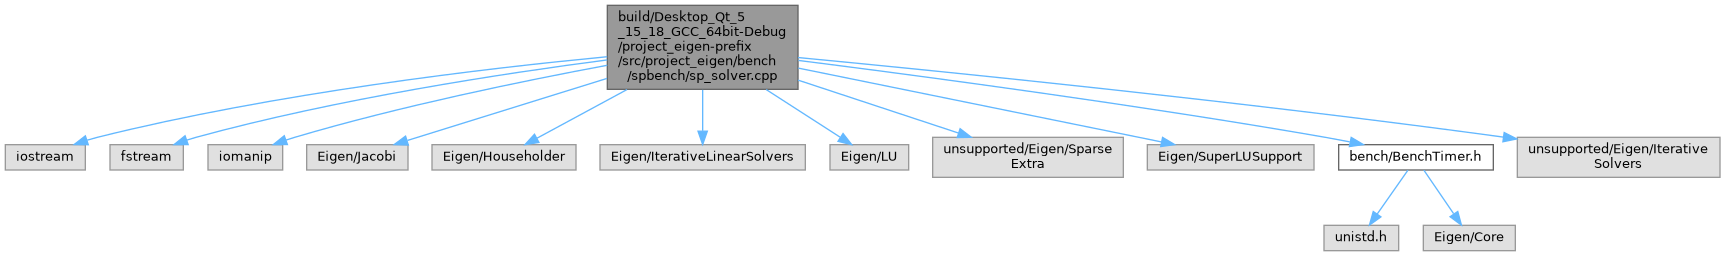 build/Desktop_Qt_5
_15_18_GCC_64bit-Debug
/project_eigen-prefix
/src/project_eigen/bench
/spbench/sp_solver.cpp
iostream
fstream
iomanip
Eigen/Jacobi
Eigen/Householder
Eigen/IterativeLinearSolvers
Eigen/LU
unsupported/Eigen/Sparse
Extra
Eigen/SuperLUSupport
bench/BenchTimer.h
unsupported/Eigen/Iterative
Solvers
unistd.h
Eigen/Core